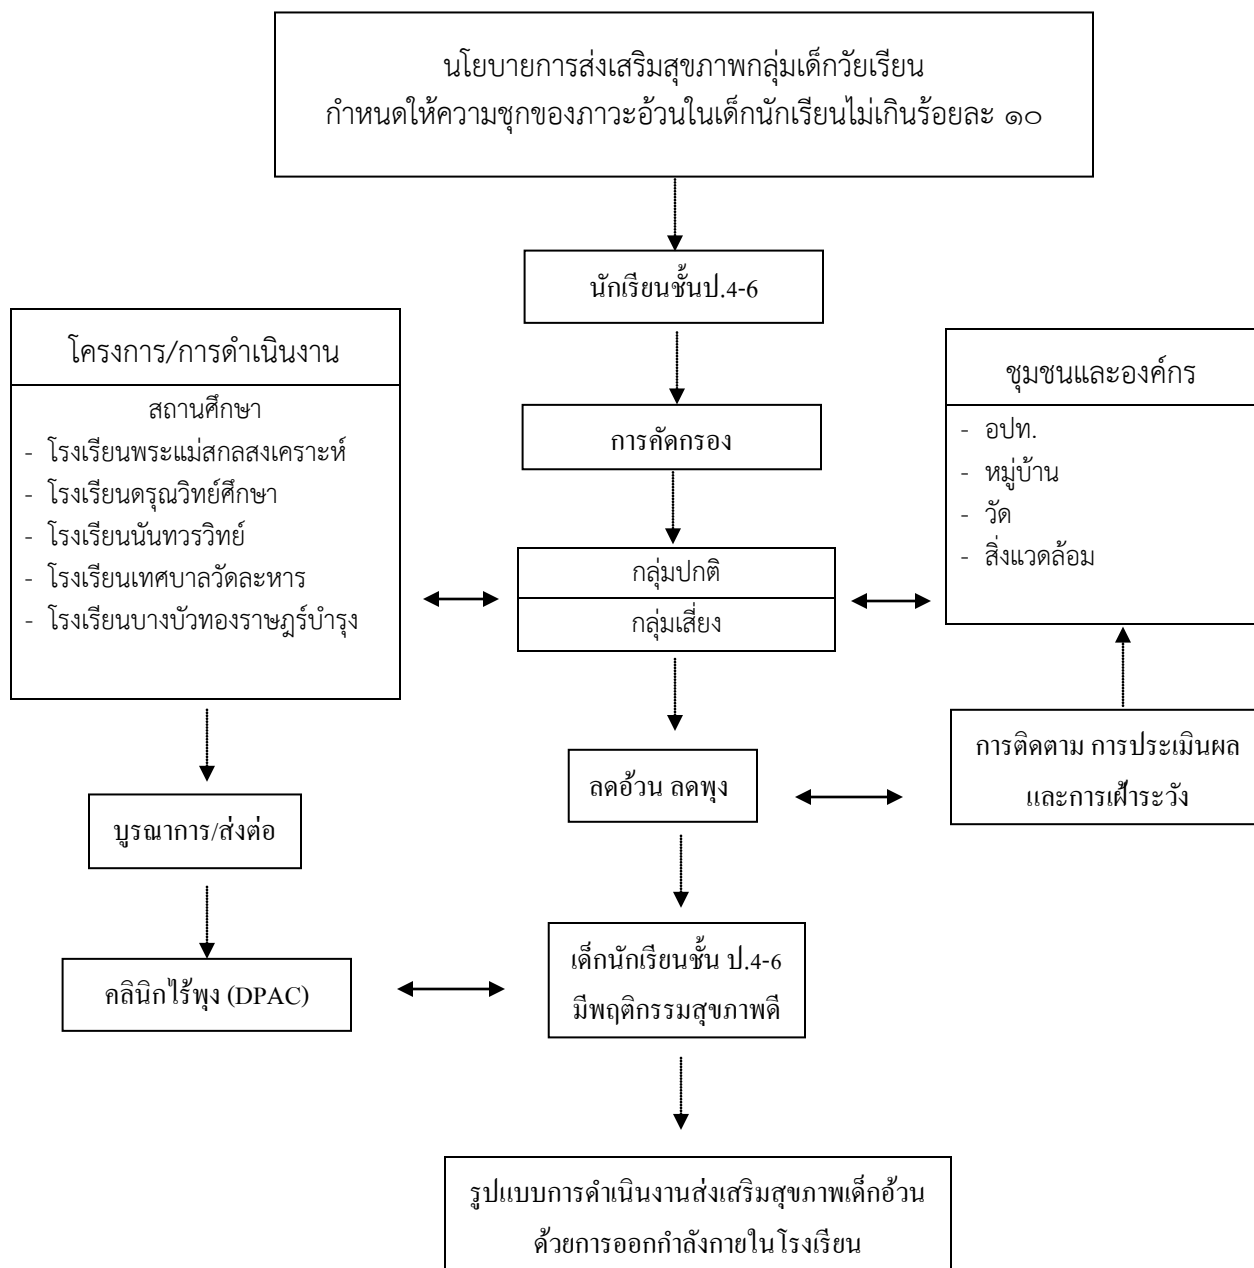 นโยบายการส่งเสริมสุขภาพกลุ่มเด็กวัยเรียน
กำหนดให้ความชุกของภาวะอ้วนในเด็กนักเรียนไม่เกินร้อยละ ๑๐
นักเรียนชั้นป.4-6
โครงการ/การดำเนินงาน
สถานศึกษา
- โรงเรียนพระแม่สกลสงเคราะห์
- โรงเรียนดรุณวิทย์ศึกษา
- โรงเรียนนันทวรวิทย์
- โรงเรียนเทศบาลวัดละหาร
- โรงเรียนบางบัวทองราษฎร์บำรุง
การคัดกรอง
ชุมชนและองค์กร
- อปท.
- หมู่บ้าน
- วัด
- สิ่งแวดล้อม
กลุ่มปกติ
กลุ่มเสี่ยง
ลดอ้วน ลดพุง
การติดตาม การประเมินผล
และการเฝ้าระวัง
บูรณาการ/ส่งต่อ
คลินิกไร้พุง (DPAC)
เด็กนักเรียนชั้น ป.4-6
มีพฤติกรรมสุขภาพดี
รูปแบบการดำเนินงานส่งเสริมสุขภาพเด็กอ้วน
ด้วยการออกกำลังกายในโรงเรียน